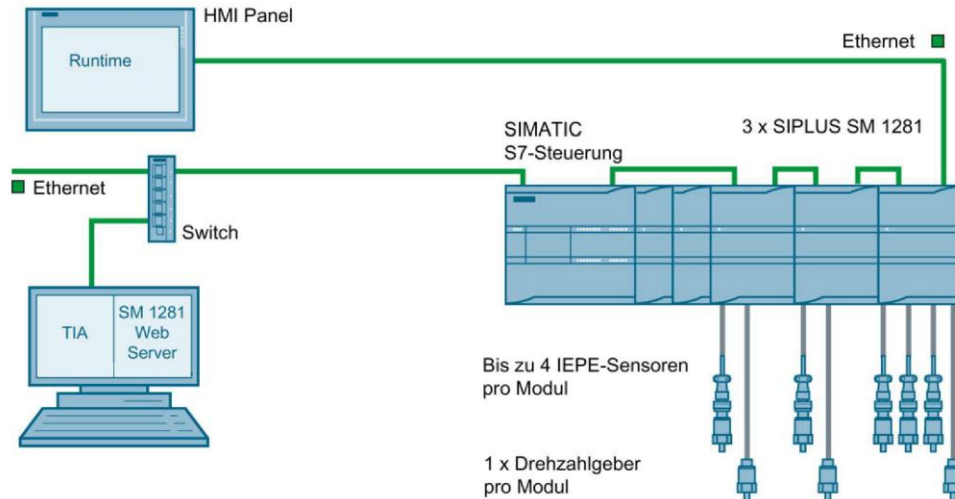 HMI Panel
Runtime
Ethernet
SIMATIC
S7-Steuerung
3 x SIPLUS SM 1281
Ethernet
Switch
TIA
SM 1281
Web
Server
Bis zu 4 IEPE-Sensoren
pro Modul
1 x Drehzahlgeber
pro Modul